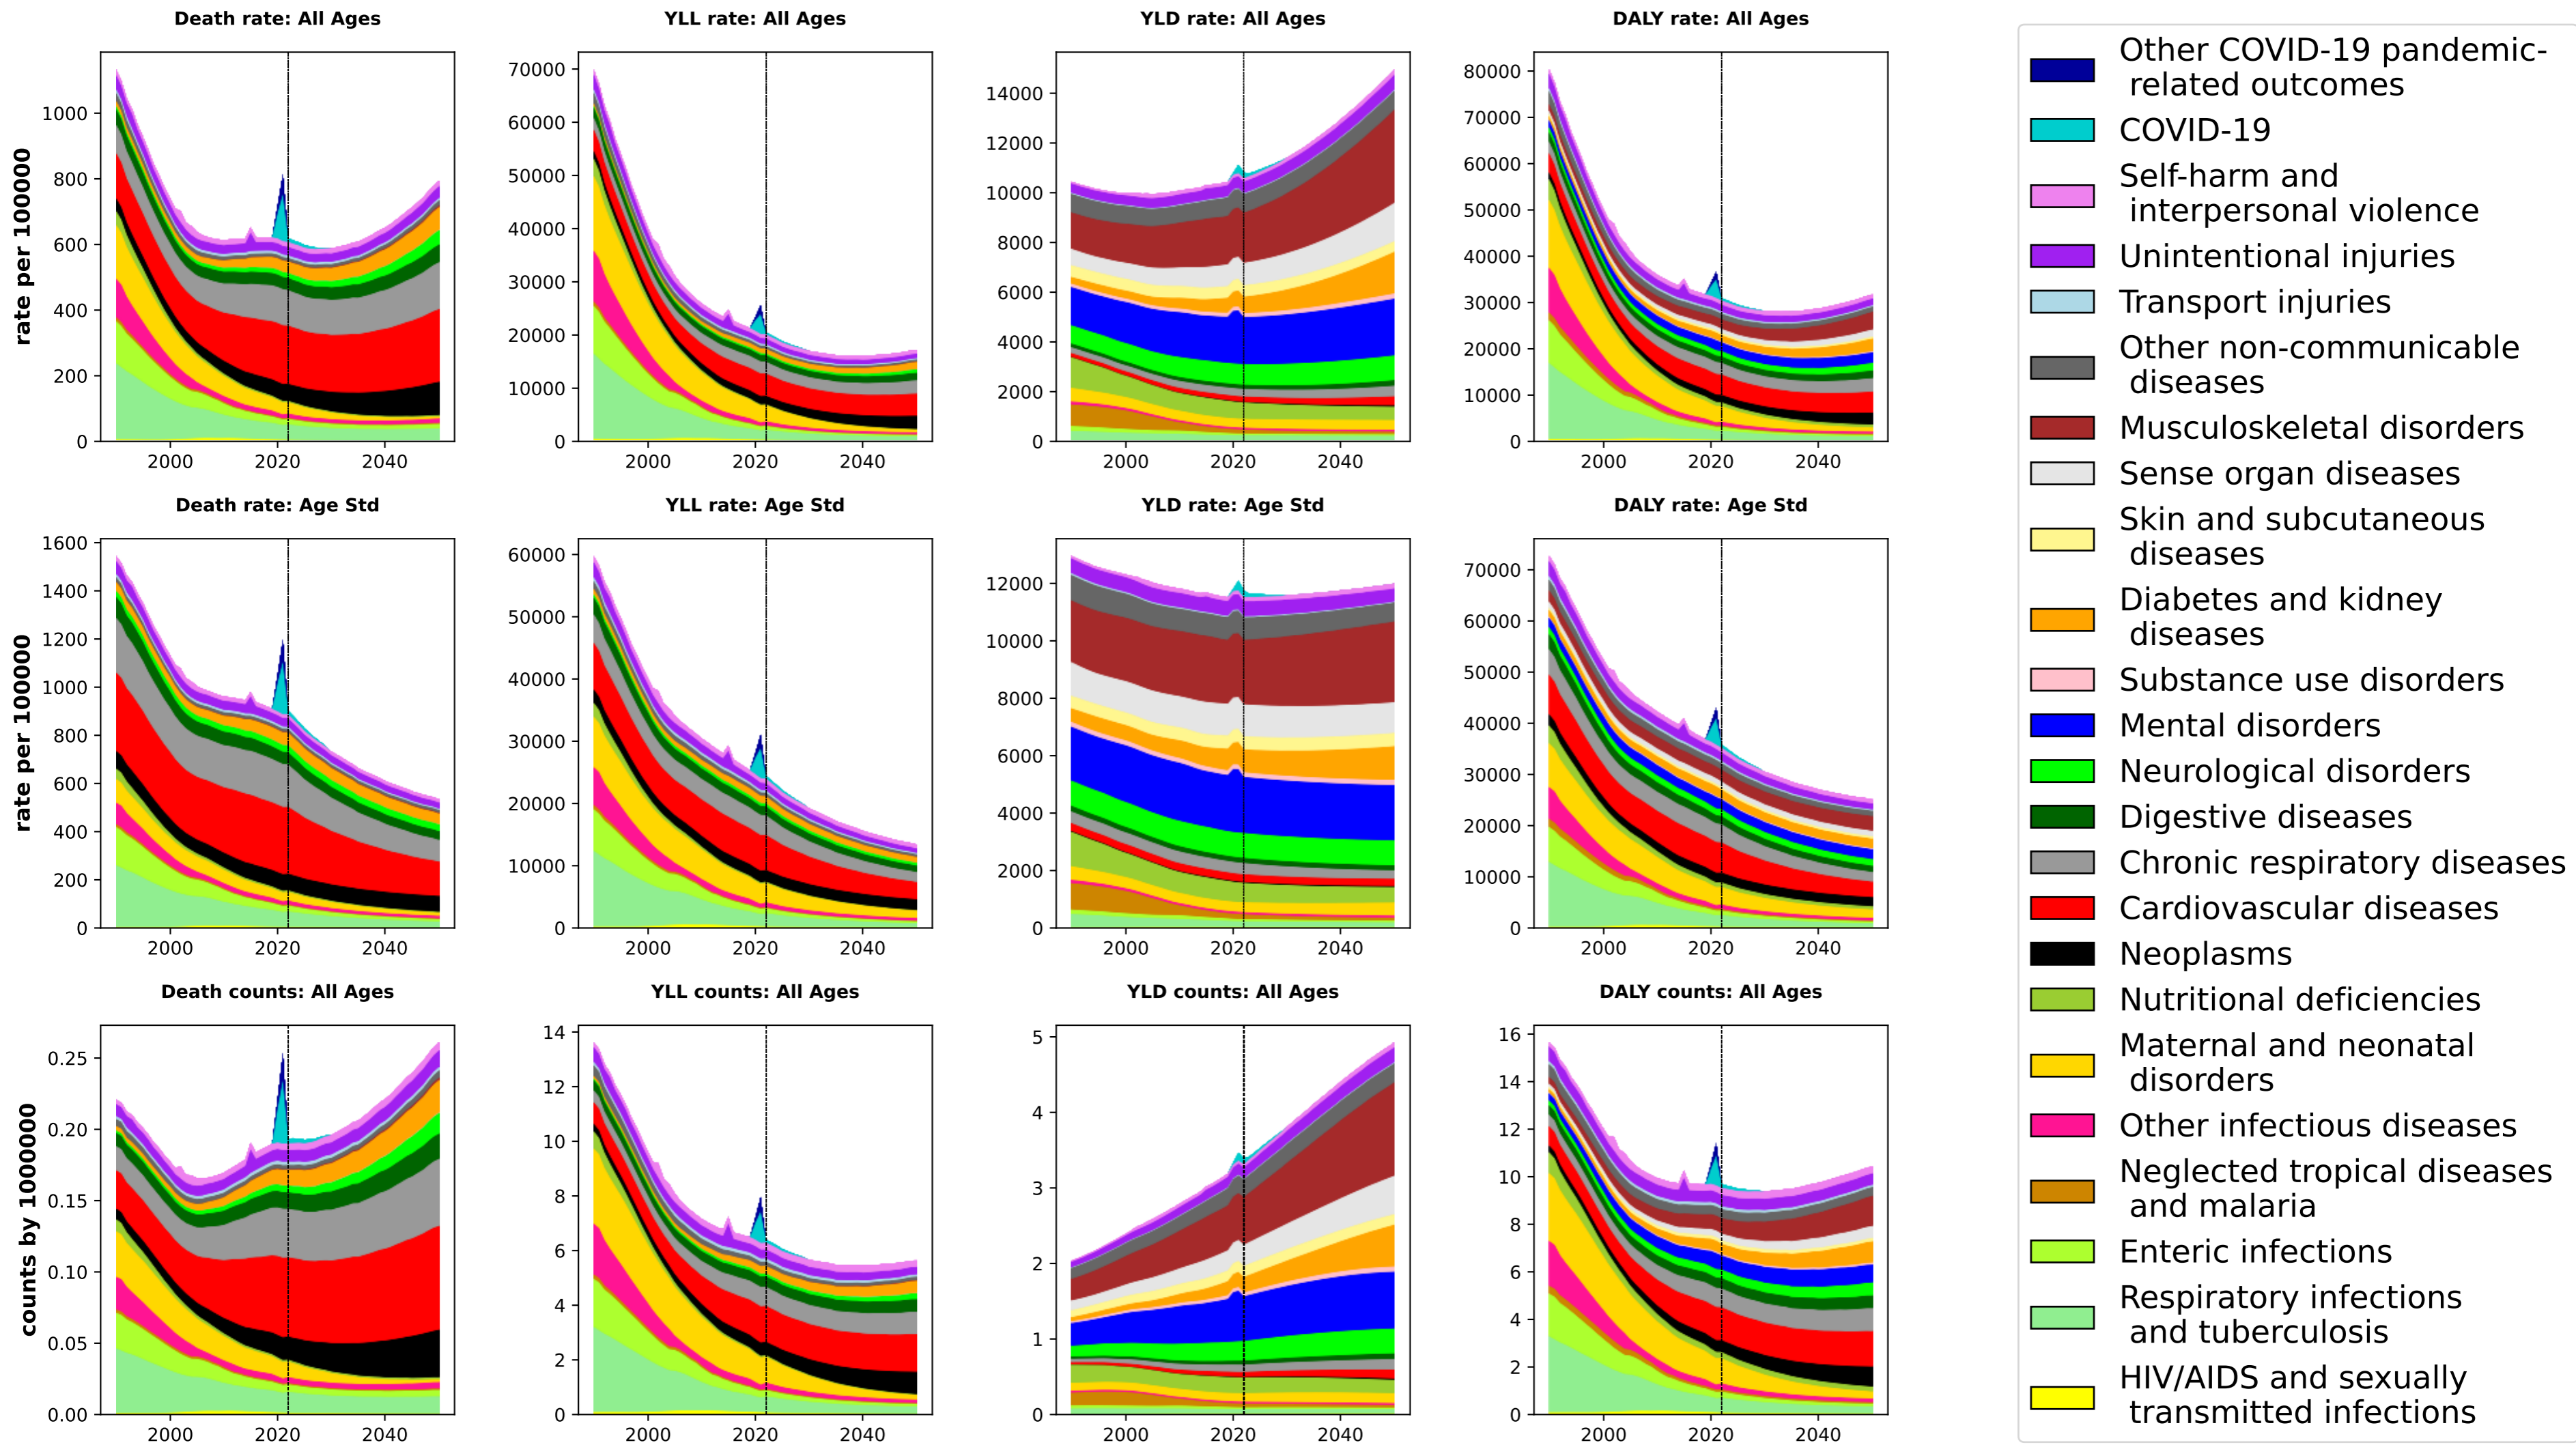 Death rate: All Ages
YLL rate: All Ages
YLD rate: All Ages
DALY rate: All Ages
rate per 100000
1000
800
600
400
200
0
2000 2020 2040
70000
60000
50000
40000
30000
20000
10000
0
2000 2020 2040
14000
12000
10000
8000
6000
4000
2000
0
2000 2020 2040
80000
70000
60000
50000
40000
30000
20000
10000
0
2000 2020 2040
Death rate: Age Std
YLL rate: Age Std
YLD rate: Age Std
DALY rate: Age Std
rate per 100000
1600
1400
1200
1000
800
600
400
200
0
2000 2020 2040
60000
50000
40000
30000
20000
10000
0
2000 2020 2040
12000
10000
8000
6000
4000
2000
0
2000 2020 2040
70000
60000
50000
40000
30000
20000
10000
0
2000 2020 2040
Death counts: All Ages
YLL counts: All Ages
YLD counts: All Ages
DALY counts: All Ages
counts by 1000000
0.25
0.20
0.15
0.10
0.05
0.00
2000 2020 2040
14
12
10
8
6
4
2
0
2000 2020 2040
5
4
3
2
1
0
2000 2020 2040
16
14
12
10
8
6
4
2
0
2000 2020 2040
Other COVID-19 pandemic-
related outcomes
COVID-19
Self-harm and
interpersonal violence
Unintentional injuries
Transport injuries
Other non-communicable
diseases
Musculoskeletal disorders
Sense organ diseases
Skin and subcutaneous
diseases
Diabetes and kidney
diseases
Substance use disorders
Mental disorders
Neurological disorders
Digestive diseases
Chronic respiratory diseases
Cardiovascular diseases
Neoplasms
Nutritional deficiencies
Maternal and neonatal
disorders
Other infectious diseases
Neglected tropical diseases
and malaria
Enteric infections
Respiratory infections
and tuberculosis
HIV/AIDS and sexually
transmitted infections